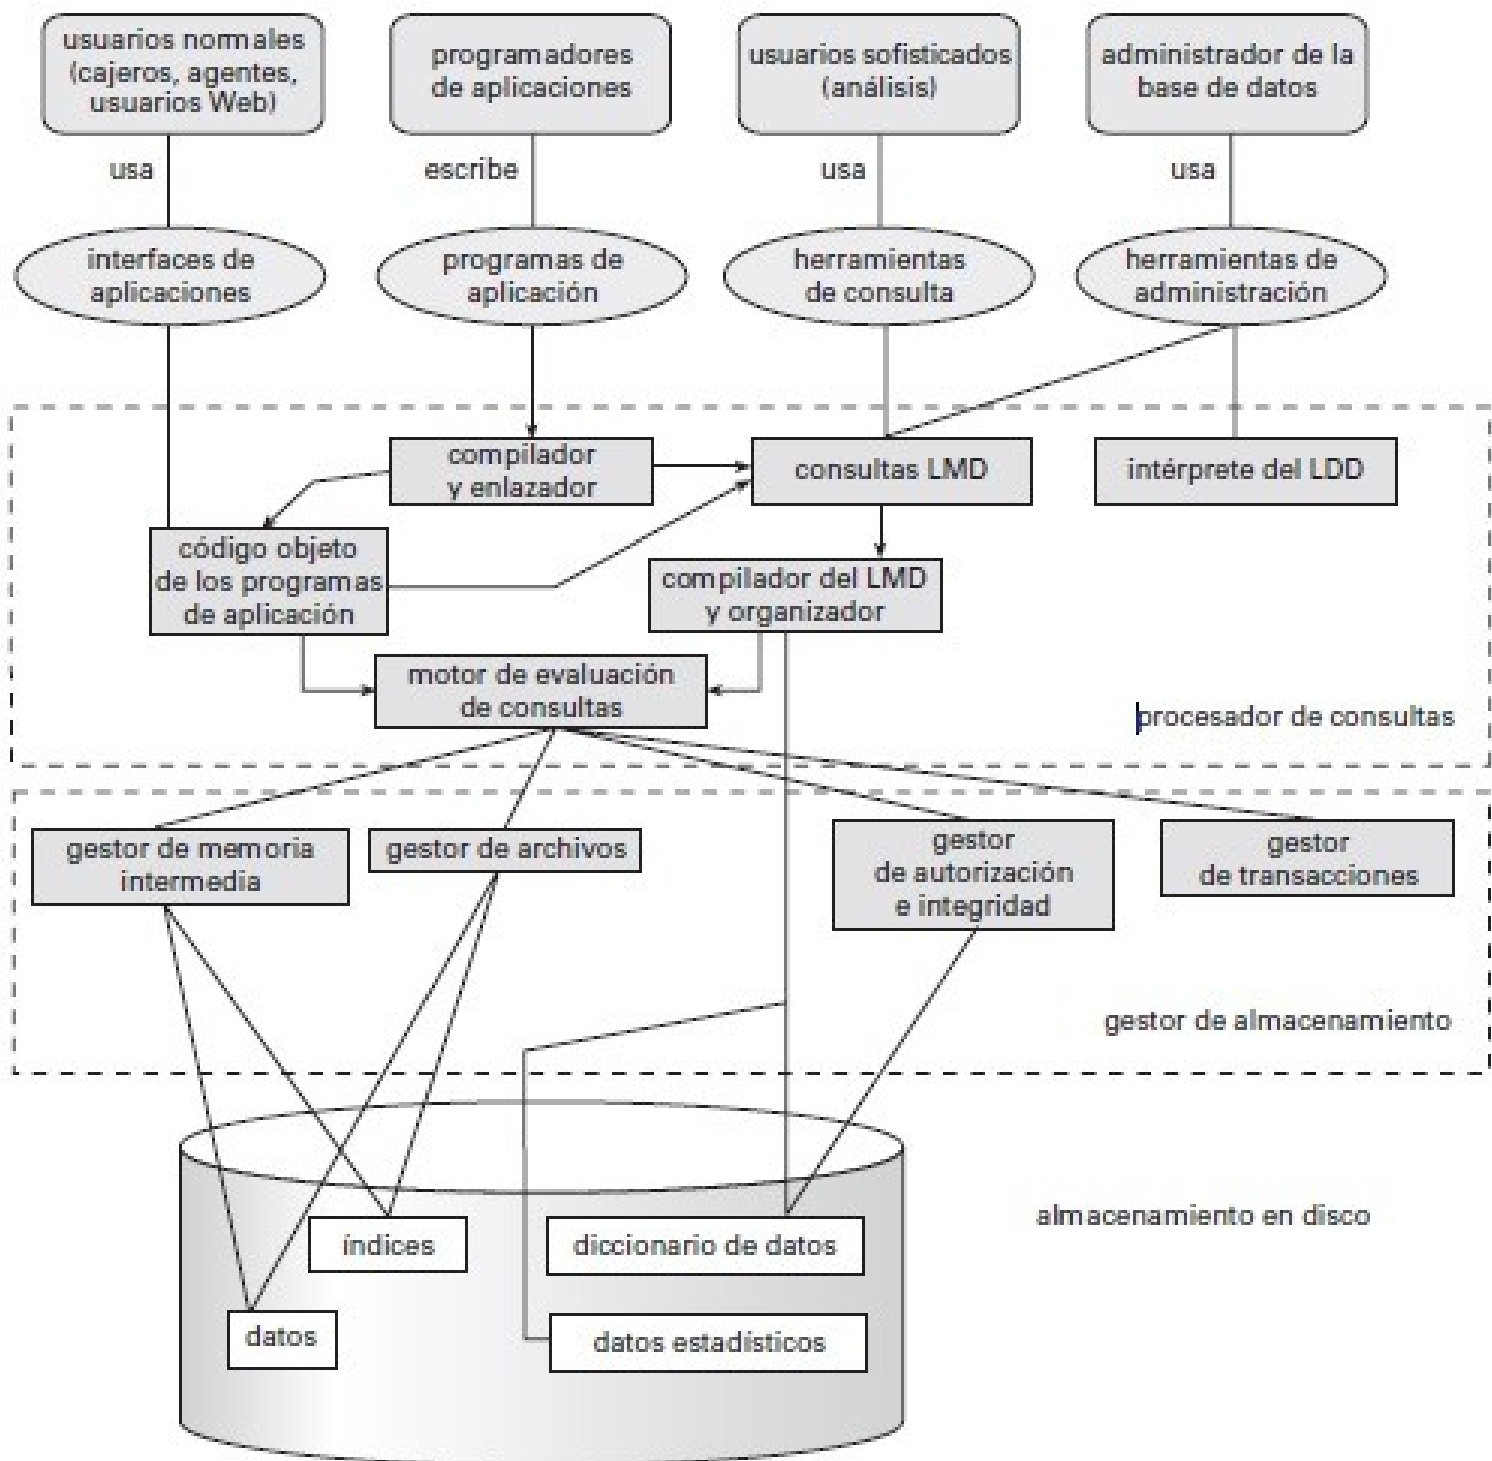 usuarios normales
(cajeros, agentes,
usuarios Web)
programadores
de aplicaciones
usuarios sofisticados
(análisis)
administrador de la
base de datos
usa
escribe
usa
usa
interfaces de
aplicaciones
programas de
aplicación
herramientas
de consulta
herramientas de
administración
compilador
y enlazador
consultas LMD
intérprete del LDD
código objeto
de los programas
de aplicación
compilador del LMD
y organizador
motor de evaluación
de consultas
procesador de consultas
gestor de memoria
intermedia
gestor de archivos
gestor
de autorización
e integridad
gestor
de transacciones
gestor de almacenamiento
almacenamiento en disco
índices
diccionario de datos
datos
datos estadísticos